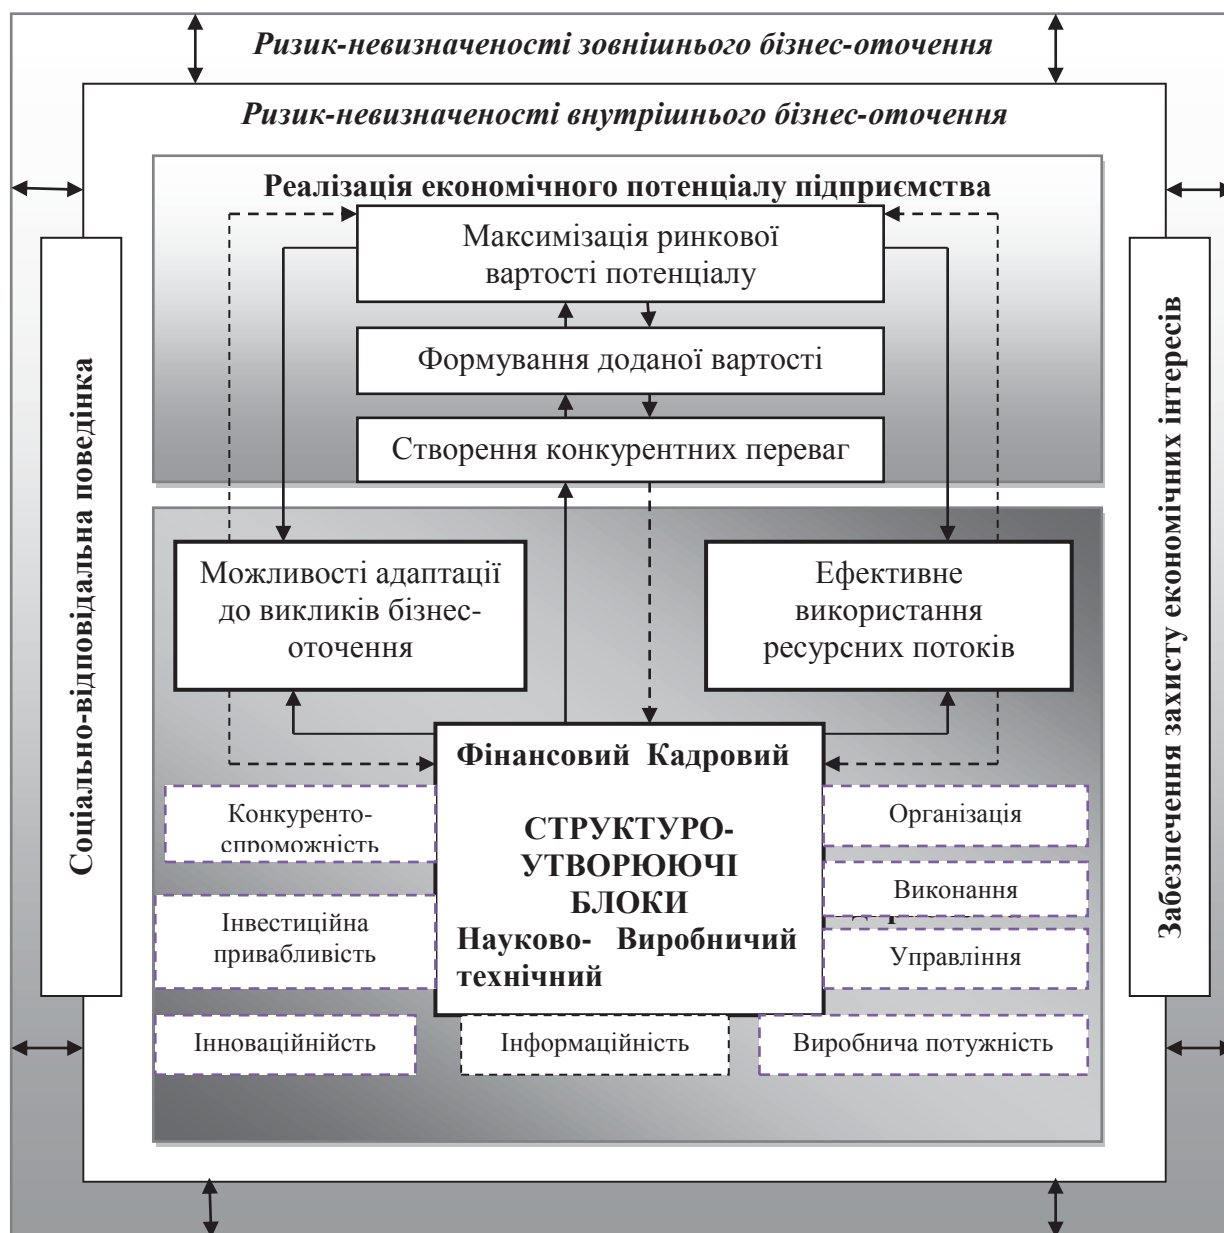 Ризик-невизначеності зовнішнього бізнес-оточення
Ризик-невизначеності внутрішнього бізнес-оточення
Реалізація економічного потенціалу підприємства
Максимізація ринкової
вартості потенціалу
Формування доданої вартості
Створення конкурентних переваг
Соціально-відповідальна поведінка
Забезпечення захисту економічних інтересів
Можливості адаптації
до викликів бізнес-
оточення
Ефективне
використання
ресурсних потоків
Фінансовий Кадровий
СТРУКТУРО-
УТВОРЮЮЧІ
БЛОКИ
Науково- Виробничий
технічний
Конкуренто-
спроможність
Інвестиційна
привабливість
Інноваційнійсть
Інформаційність
Організація
Виконання
Управління
Виробнича потужність